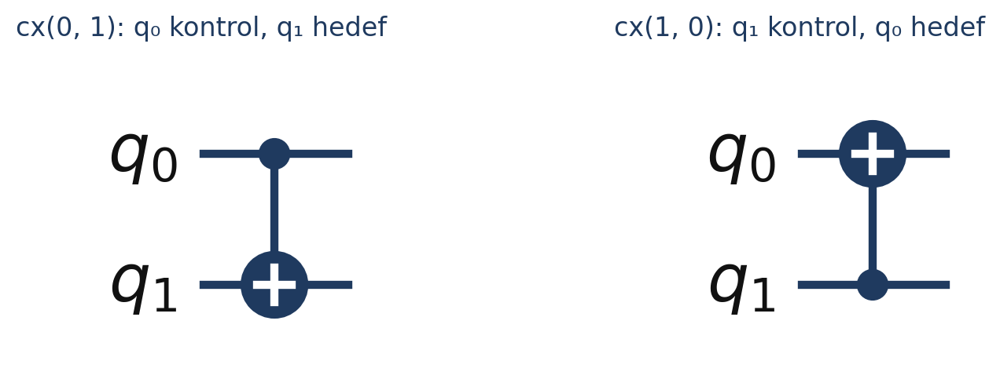 cx(0, 1): q₀ kontrol, q₁ hedef
cx(1, 0): q₁ kontrol, q₀ hedef
q₀
q₁
q₀
q₁